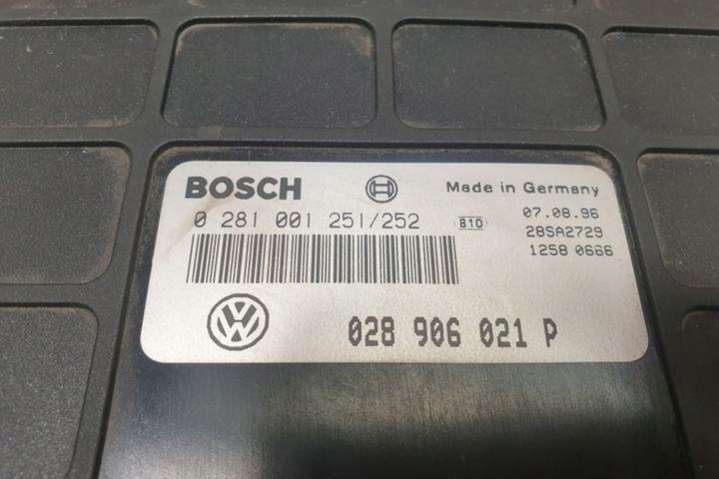 BOSCH
Made in Germany
0 281 001 251/252
810
07.08.96
28SA2729
1258 0666
VW
028 906 021 P